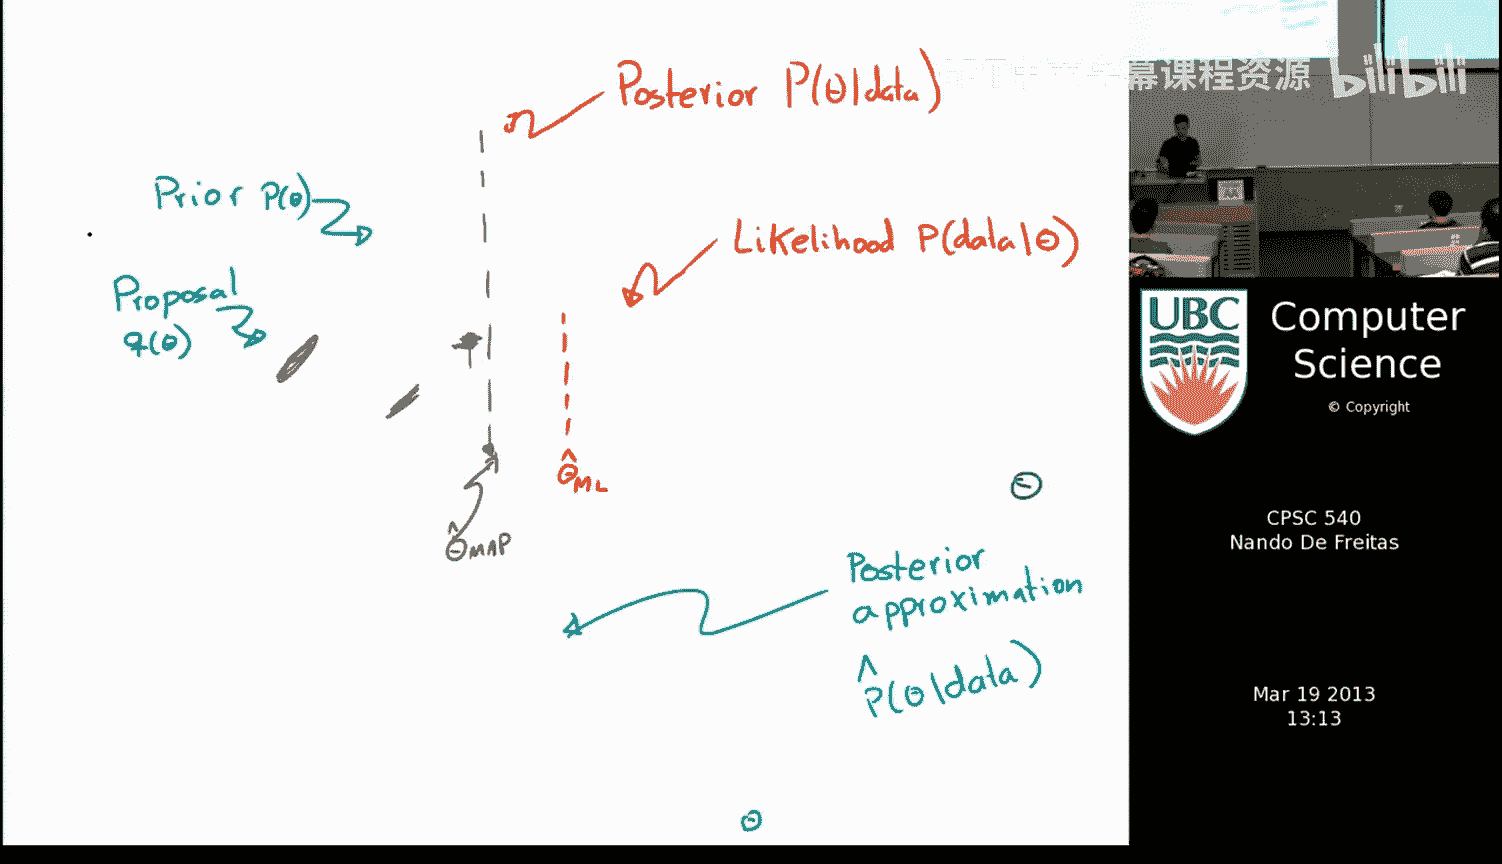 Posterior P(θ|data)
Prior P(θ)
Likelihood P(data|θ)
Proposal
q(θ)
θ̂ML
θ̂MAP
θ
Posterior
approximation
P̂(θ|data)
θ
幕课程资源 bilibili
UBC
Computer
Science
© Copyright
CPSC 540
Nando De Freitas
Mar 19 2013
13:13